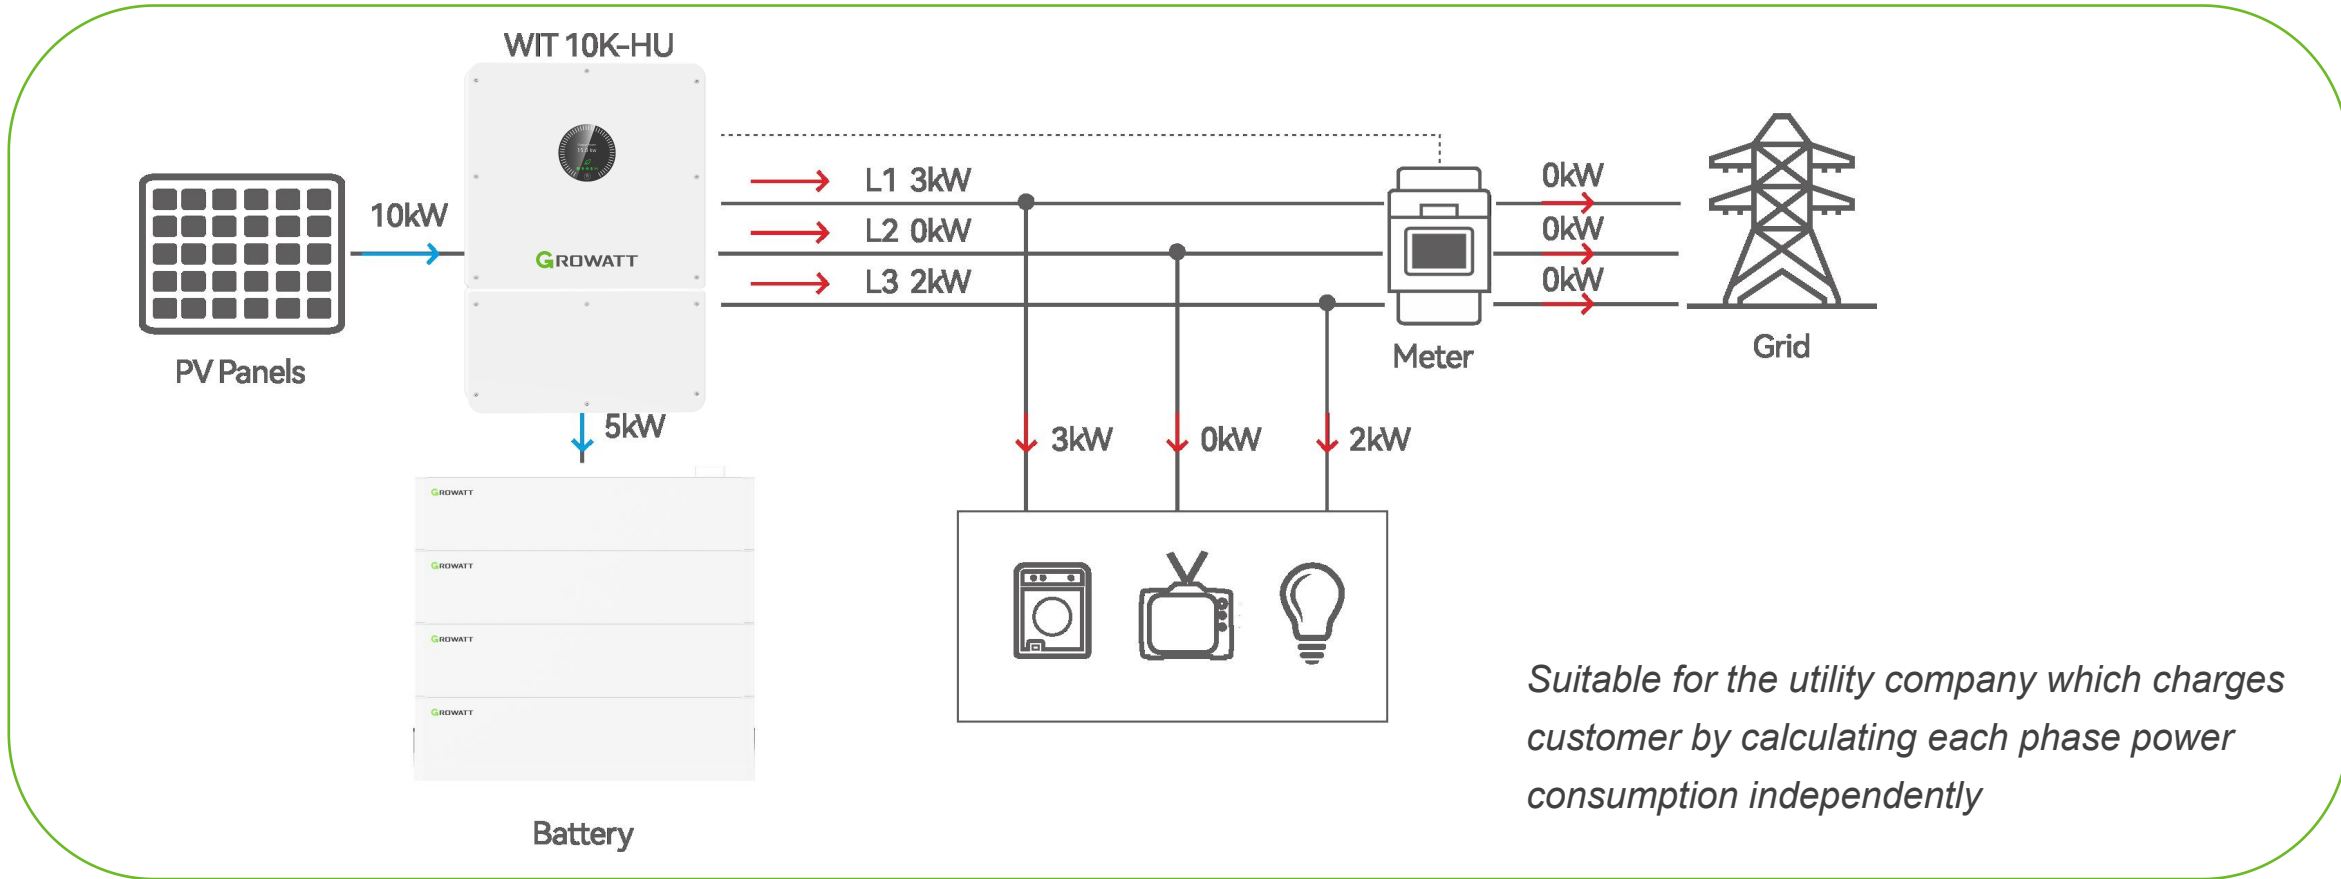 WIT 10K-HU
10kW
PV Panels
GROWATT
5kW
GROWATT
GROWATT
GROWATT
GROWATT
Battery
L1 3kW
L2 0kW
L3 2kW
3kW
0kW
2kW
Meter
0kW
0kW
0kW
Grid
Suitable for the utility company which charges
customer by calculating each phase power
consumption independently